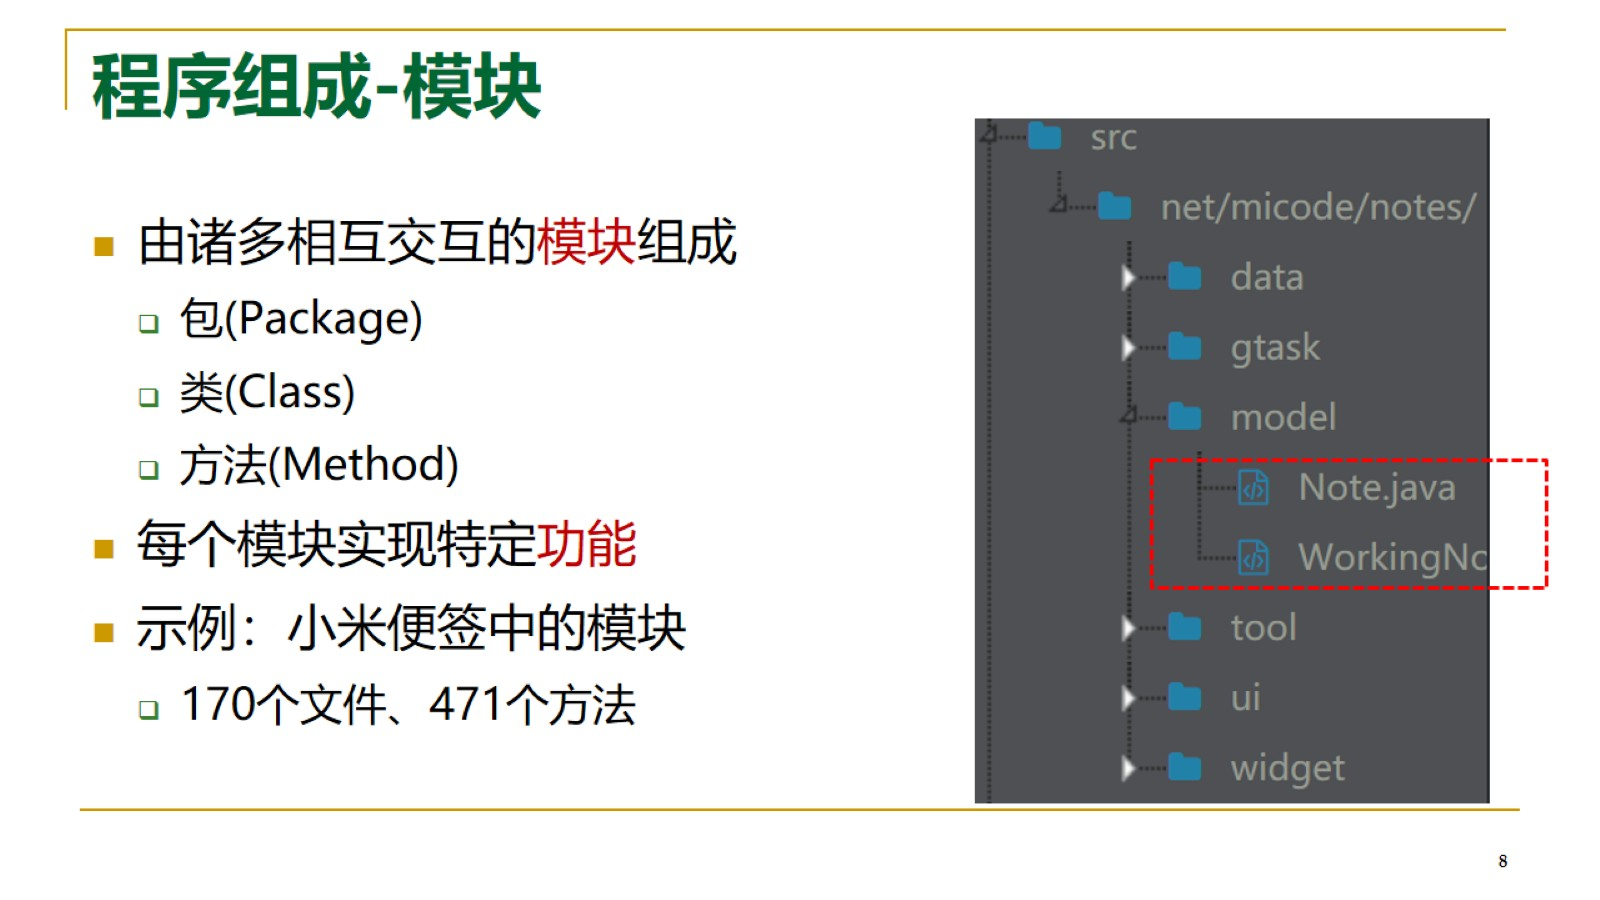 程序组成-模块
由诸多相互交互的模块组成
包(Package)
类(Class)
方法(Method)
每个模块实现特定功能
示例：小米便签中的模块
170个文件、471个方法
src
net/micode/notes/
data
gtask
model
Note.java
WorkingNo
tool
ui
widget
8